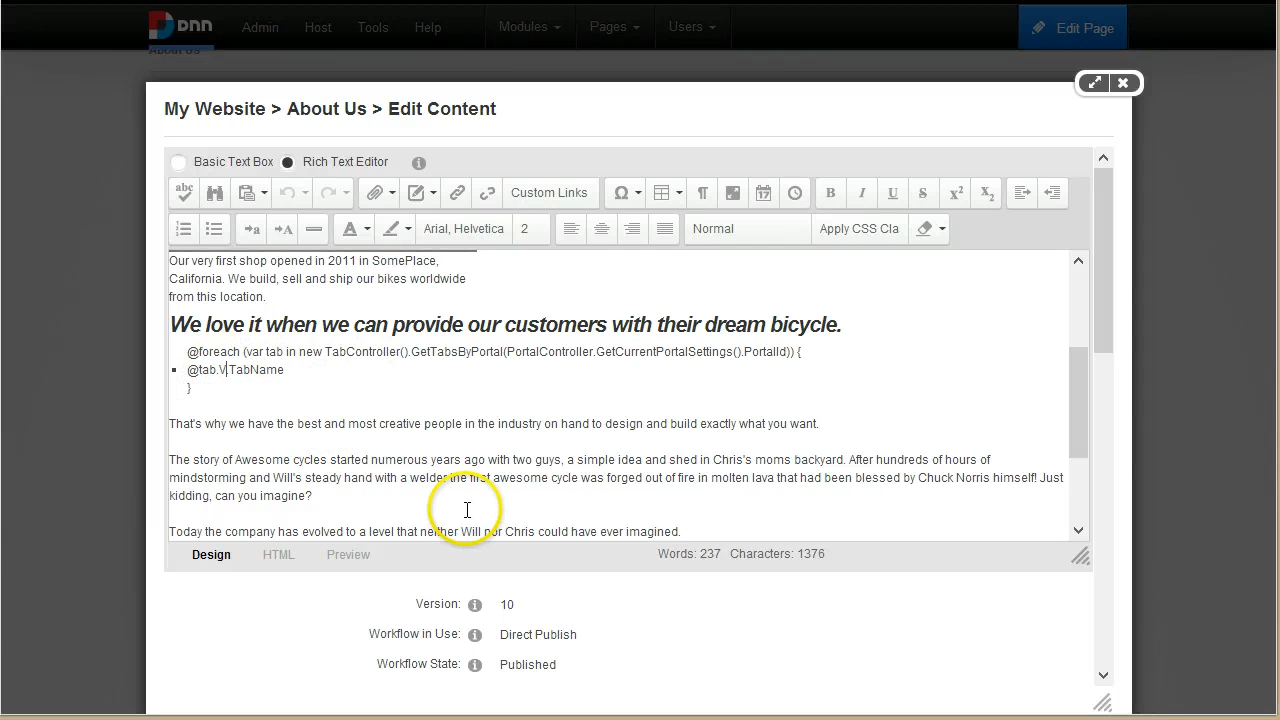 DNN Admin Host Tools Help Modules Pages Users Edit Page
About Us
My Website > About Us > Edit Content
Basic Text Box Rich Text Editor
abc Custom Links Ω ¶ B I U S x² X₂
A Arial, Helvetica 2 Normal Apply CSS Cla
Our very first shop opened in 2011 in SomePlace,
California. We build, sell and ship our bikes worldwide
from this location.
We love it when we can provide our customers with their dream bicycle.
@foreach (var tab in new TabController().GetTabsByPortal(PortalController.GetCurrentPortalSettings().PortalId)) {
@tab.V.TabName
}
That's why we have the best and most creative people in the industry on hand to design and build exactly what you want.
The story of Awesome cycles started numerous years ago with two guys, a simple idea and shed in Chris's moms backyard. After hundreds of hours of
mindstorming and Will's steady hand with a welder the first awesome cycle was forged out of fire in molten lava that had been blessed by Chuck Norris himself! Just
kidding, can you imagine?
Today the company has evolved to a level that neither Will nor Chris could have ever imagined.
Design HTML Preview Words: 237 Characters: 1376
Version: 10
Workflow in Use: Direct Publish
Workflow State: Published